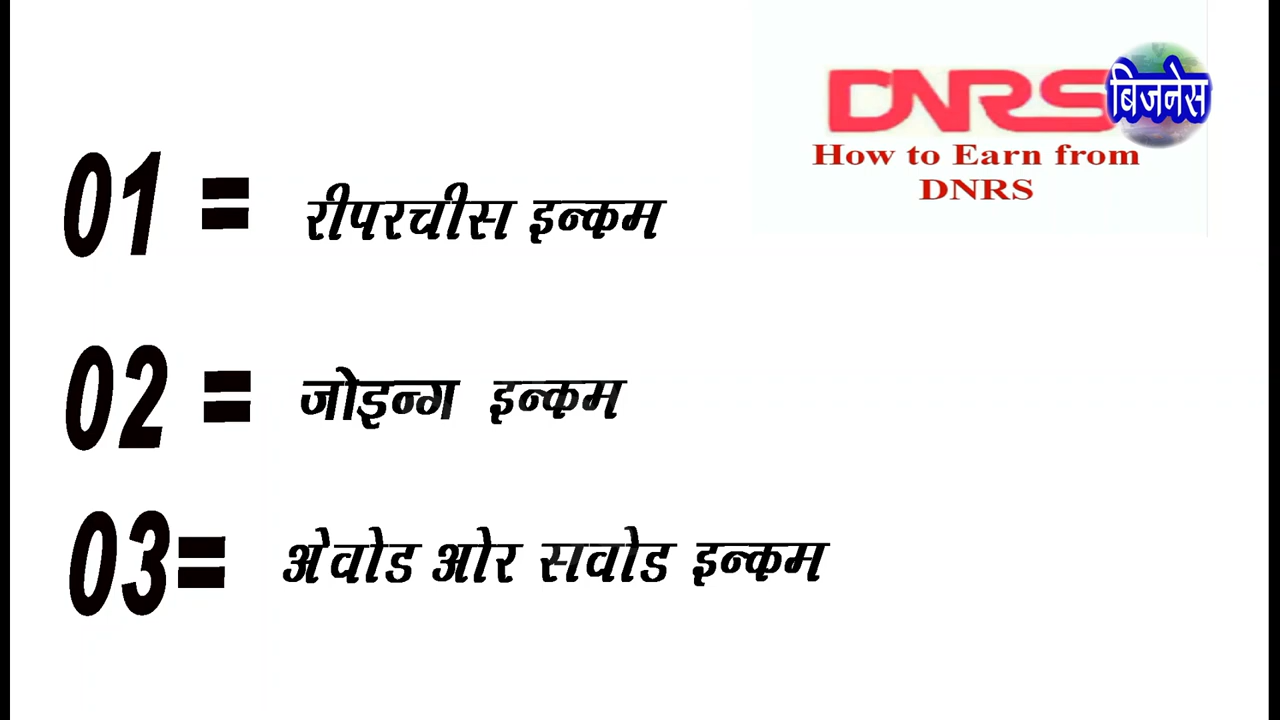 DNRS बिजनेस
How to Earn from
DNRS
01 = रीपरचीस इन्कम
02 = जोइन्ग इन्कम
03= अेवोड ओर सवोड इन्कम